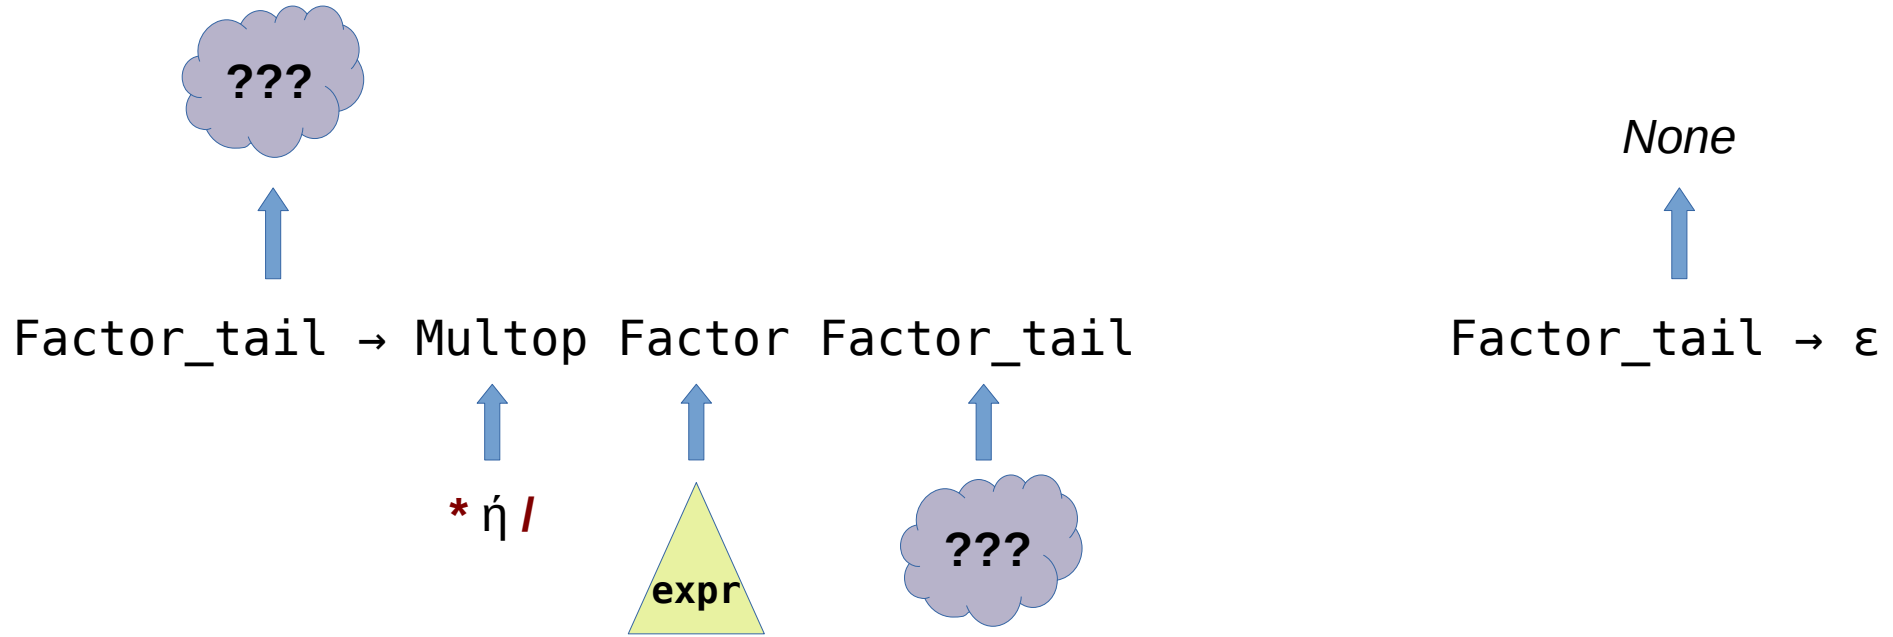 ???
None
Factor_tail → Multop Factor Factor_tail
Factor_tail → ε
* ή /
expr
???